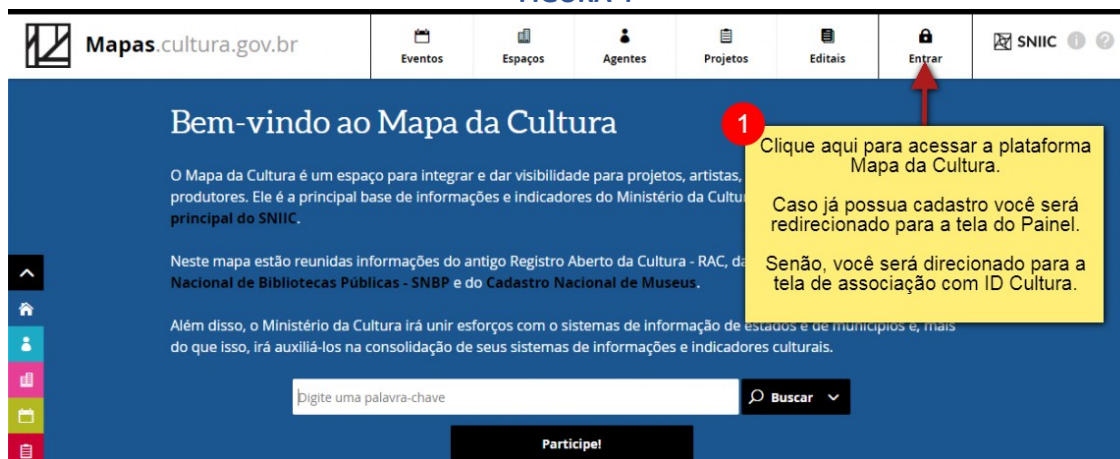 Mapas.cultura.gov.br
Eventos
Espaços
Agentes
Projetos
Editais
Entrar
SNIIC
Bem-vindo ao Mapa da Cultura
O Mapa da Cultura é um espaço para integrar e dar visibilidade para projetos, artistas,
produtores. Ele é a principal base de informações e indicadores do Ministério da
principal do SNIIC.
Neste mapa estão reunidas informações do antigo Registro Aberto da Cultura - RAC,
Nacional de Bibliotecas Públicas - SNBP e do Cadastro Nacional de Museus.
Além disso, o Ministério da Cultura irá unir esforços com o sistemas de informação de estados e de municípios e, mais
do que isso, irá auxiliá-los na consolidação de seus sistemas de informações e indicadores culturais.
1
Clique aqui para acessar a plataforma
Mapa da Cultura.
Caso já possua cadastro você será
redirecionado para a tela do Painel.
Senão, você será direcionado para a
tela de associação com ID Cultura.
Digite uma palavra-chave
Buscar
Participe!